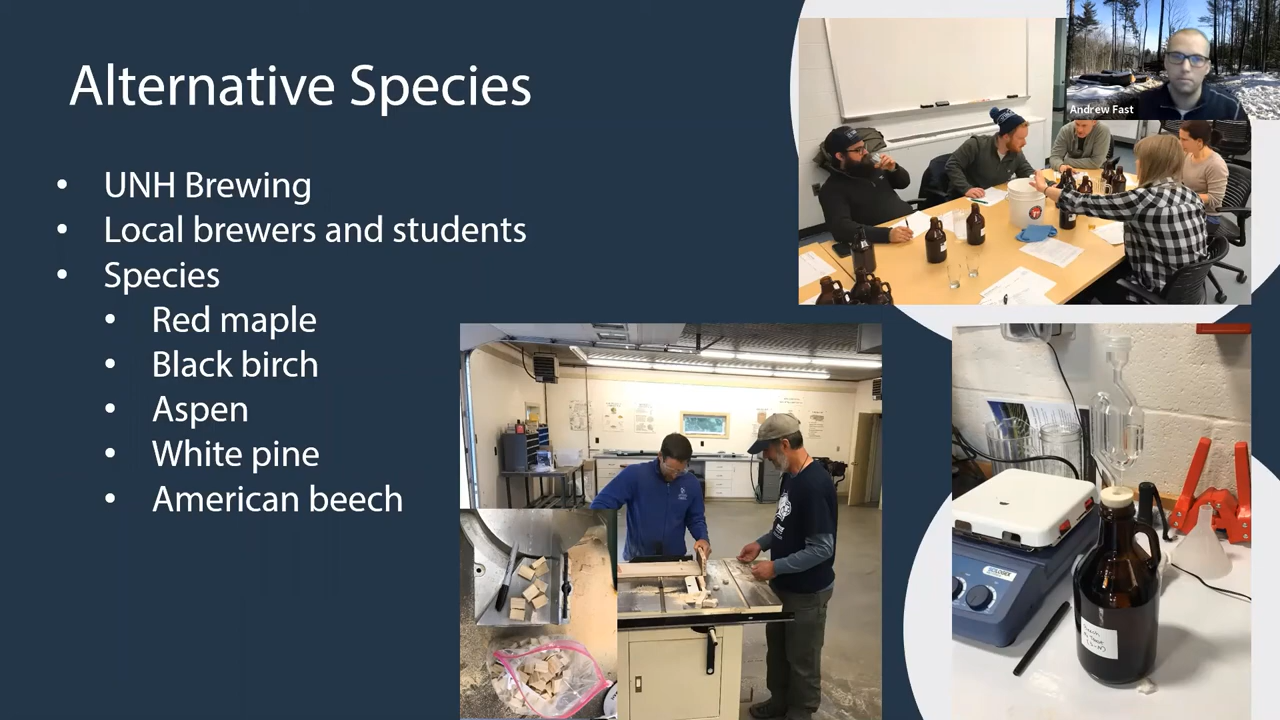 Alternative Species
Andrew Fast
• UNH Brewing
• Local brewers and students
• Species
• Red maple
• Black birch
• Aspen
• White pine
• American beech
SCILOGEX